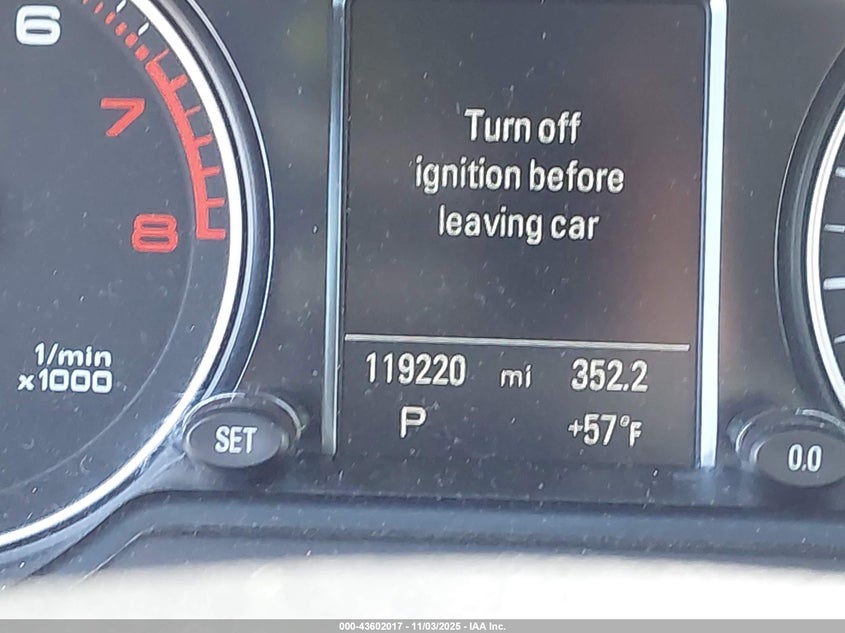 6
7
8
1/min
x1000
SET
Turn off
ignition before
leaving car
119220 mi 352.2
P +57°F
0.0
000-43602017 - 11/03/2025 - IAA Inc.